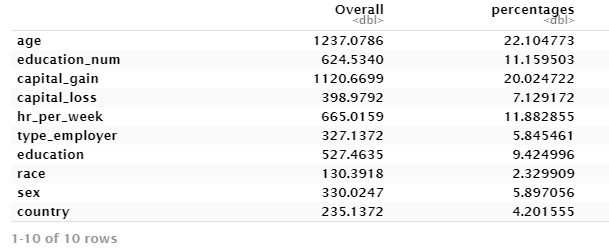 Overall percentages
<dbl> <dbl>
age 1237.0786 22.104773
education_num 624.5340 11.159503
capital_gain 1120.6699 20.024722
capital_loss 398.9792 7.129172
hr_per_week 665.0159 11.882855
type_employer 327.1372 5.845461
education 527.4635 9.424996
race 130.3918 2.329909
sex 330.0247 5.897056
country 235.1372 4.201555
1-10 of 10 rows